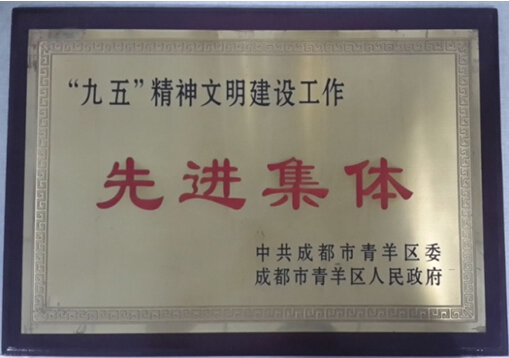 “九五”精神文明建设工作
先进集体
中共成都市青羊区委
成都市青羊区人民政府